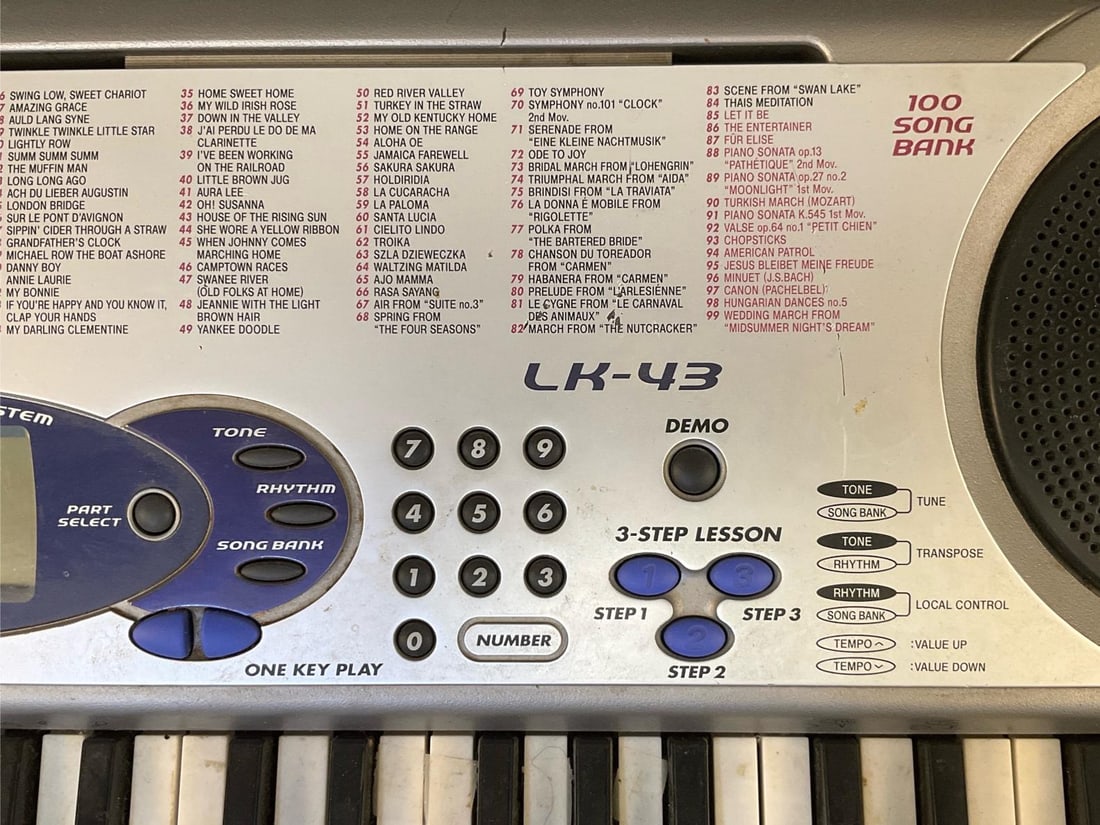 6 SWING LOW, SWEET CHARIOT
7 AMAZING GRACE
8 AULD LANG SYNE
9 TWINKLE TWINKLE LITTLE STAR
0 LIGHTLY ROW
SUMM SUMM SUMM
THE MUFFIN MAN
LONG LONG AGO
ACH DU LIEBER AUGUSTIN
LONDON BRIDGE
SUR LE PONT D'AVIGNON
SIPPIN' CIDER THROUGH A STRAW
GRANDFATHER'S CLOCK
MICHAEL ROW THE BOAT ASHORE
DANNY BOY
ANNIE LAURIE
MY BONNIE
IF YOU'RE HAPPY AND YOU KNOW IT,
CLAP YOUR HANDS
MY DARLING CLEMENTINE
35 HOME SWEET HOME
36 MY WILD IRISH ROSE
37 DOWN IN THE VALLEY
38 J'AI PERDU LE DO DE MA
CLARINETTE
39 I'VE BEEN WORKING
ON THE RAILROAD
40 LITTLE BROWN JUG
41 AURA LEE
42 OH! SUSANNA
43 HOUSE OF THE RISING SUN
44 SHE WORE A YELLOW RIBBON
45 WHEN JOHNNY COMES
MARCHING HOME
46 CAMPTOWN RACES
47 SWANEE RIVER
(OLD FOLKS AT HOME)
48 JEANNIE WITH THE LIGHT
BROWN HAIR
49 YANKEE DOODLE
50 RED RIVER VALLEY
51 TURKEY IN THE STRAW
52 MY OLD KENTUCKY HOME
53 HOME ON THE RANGE
54 ALOHA OE
55 JAMAICA FAREWELL
56 SAKURA SAKURA
57 HOLDIRIDIA
58 LA CUCARACHA
59 LA PALOMA
60 SANTA LUCIA
61 CIELITO LINDO
62 TROIKA
63 SZLA DZIEWECZKA
64 WALTZING MATILDA
65 AJO MAMMA
66 RASA SAYANG
67 AIR FROM "SUITE no.3"
68 SPRING FROM
"THE FOUR SEASONS"
69 TOY SYMPHONY
70 SYMPHONY no.101 "CLOCK"
2nd Mov.
71 SERENADE FROM
"EINE KLEINE NACHTMUSIK"
72 ODE TO JOY
73 BRIDAL MARCH FROM "LOHENGRIN"
74 TRIUMPHAL MARCH FROM "AIDA"
75 BRINDISI FROM "LA TRAVIATA"
76 LA DONNA È MOBILE FROM
"RIGOLETTE"
77 POLKA FROM
"THE BARTERED BRIDE"
78 CHANSON DU TOREADOR
FROM "CARMEN"
79 HABANERA FROM "CARMEN"
80 PRELUDE FROM "L'ARLESIENNE"
81 LE CYGNE FROM "LE CARNAVAL
DES ANIMAUX"
82 MARCH FROM "THE NUTCRACKER"
83 SCENE FROM "SWAN LAKE"
84 THAIS MEDITATION
85 LET IT BE
86 THE ENTERTAINER
87 FÜR ELISE
88 PIANO SONATA op.13
"PATHÉTIQUE" 2nd Mov.
89 PIANO SONATA op.27 no.2
"MOONLIGHT" 1st Mov.
90 TURKISH MARCH (MOZART)
91 PIANO SONATA K.545 1st Mov.
92 VALSE op.64 no.1 "PETIT CHIEN"
93 CHOPSTICKS
94 AMERICAN PATROL
95 JESUS BLEIBET MEINE FREUDE
96 MINUET (J.S.BACH)
97 CANON (PACHELBEL)
98 HUNGARIAN DANCES no.5
99 WEDDING MARCH FROM
"MIDSUMMER NIGHT'S DREAM"
100
SONG
BANK
LK-43
STEM
PART
SELECT
TONE
RHYTHM
SONG BANK
ONE KEY PLAY
7 8 9
4 5 6
1 2 3
0 NUMBER
DEMO
3-STEP LESSON
1 3
STEP 1 STEP 3
2
STEP 2
TONE
SONG BANK
TUNE
TONE
RHYTHM
TRANSPOSE
RHYTHM
SONG BANK
LOCAL CONTROL
TEMPO :VALUE UP
TEMPO :VALUE DOWN